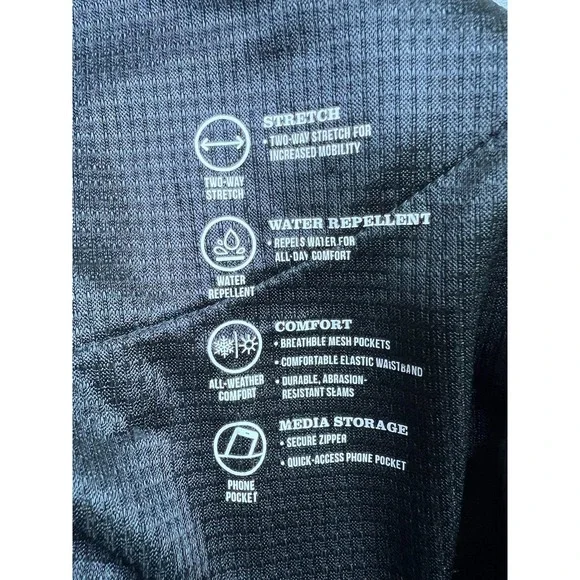 STRETCH
• TWO-WAY STRETCH FOR
INCREASED MOBILITY
TWO-WAY
STRETCH
WATER REPELLENT
• REPELS WATER FOR
ALL-DAY COMFORT
WATER
REPELLENT
COMFORT
• BREATHABLE MESH POCKETS
• COMFORTABLE ELASTIC WAISTBAND
• DURABLE, ABRASION-
RESISTANT SEAMS
ALL-WEATHER
COMFORT
MEDIA STORAGE
• SECURE ZIPPER
• QUICK-ACCESS PHONE POCKET
PHONE
POCKET